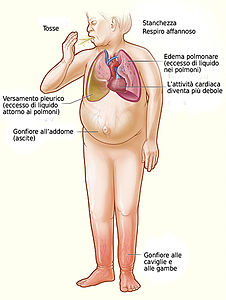 Tosse
Stanchezza
Respiro affannoso
Edema polmonare
(eccesso di liquido
nei polmoni)
L'attività cardiaca
diventa più debole
Versamento pleurico
(eccesso di liquido
attorno ai polmoni)
Gonfiore all'addome
(ascite)
Gonfiore alle
caviglie e
alle gambe